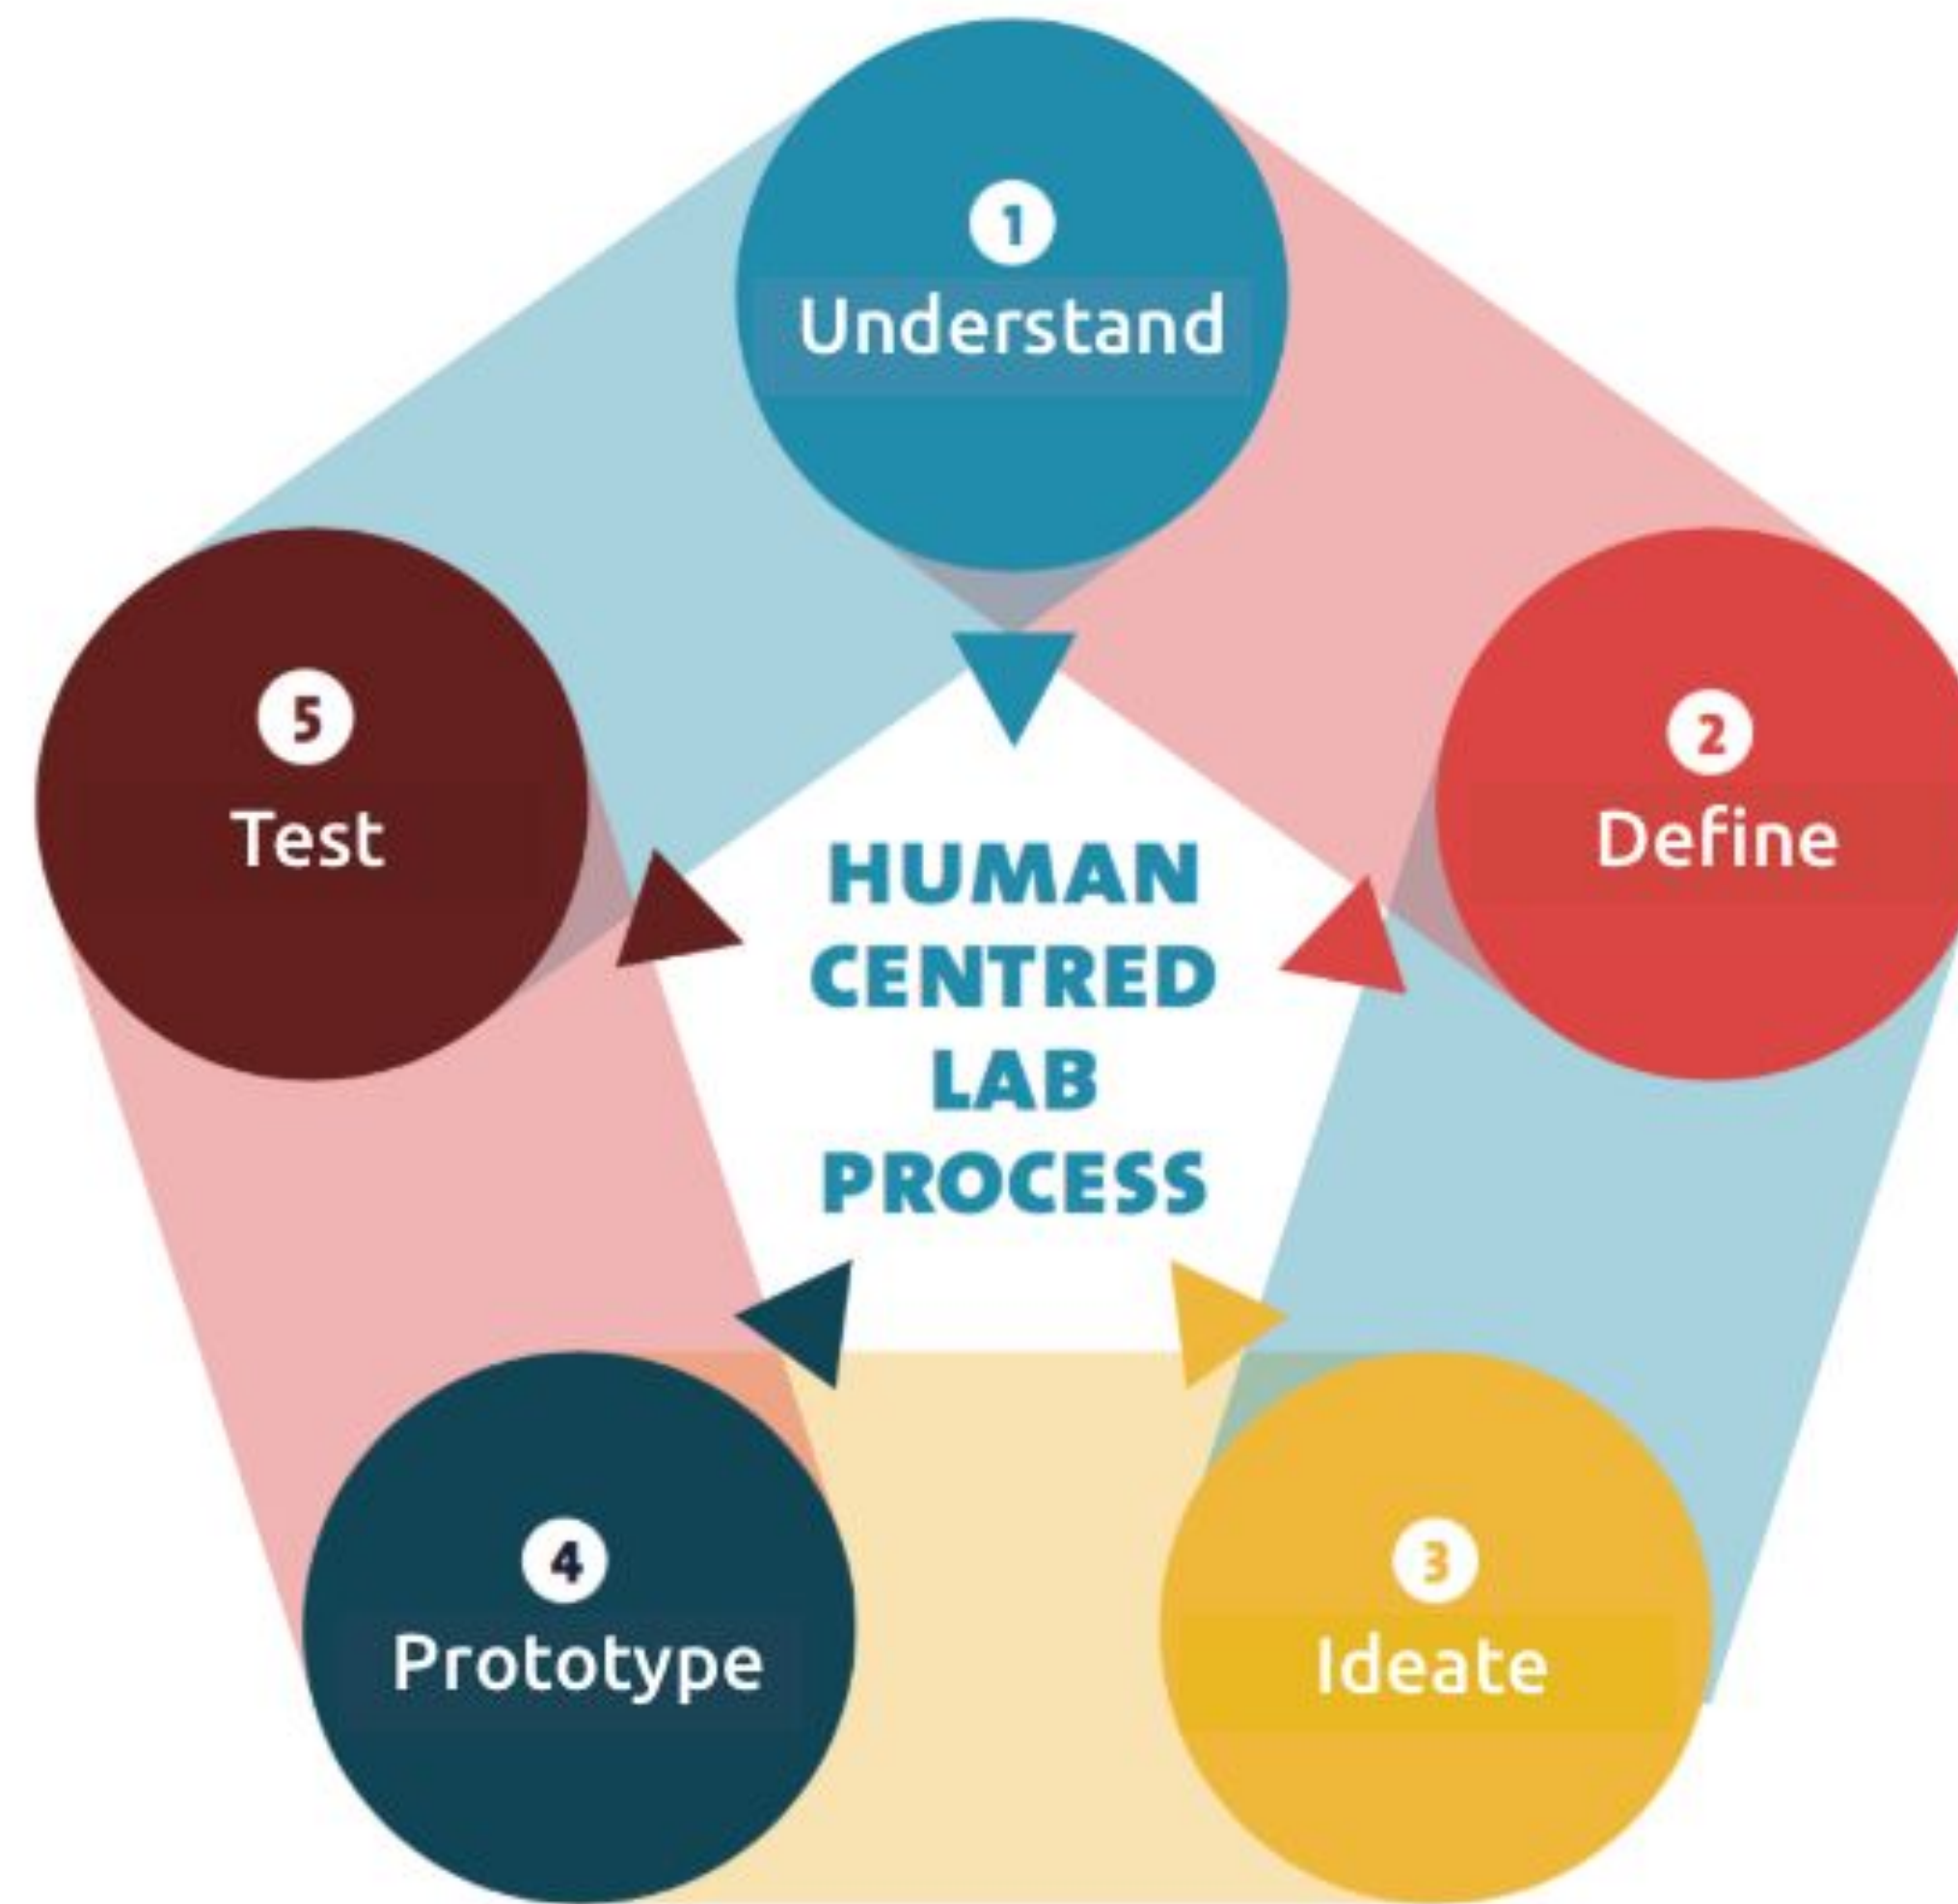 1
Understand
2
Define
3
Ideate
4
Prototype
5
Test
HUMAN
CENTRED
LAB
PROCESS